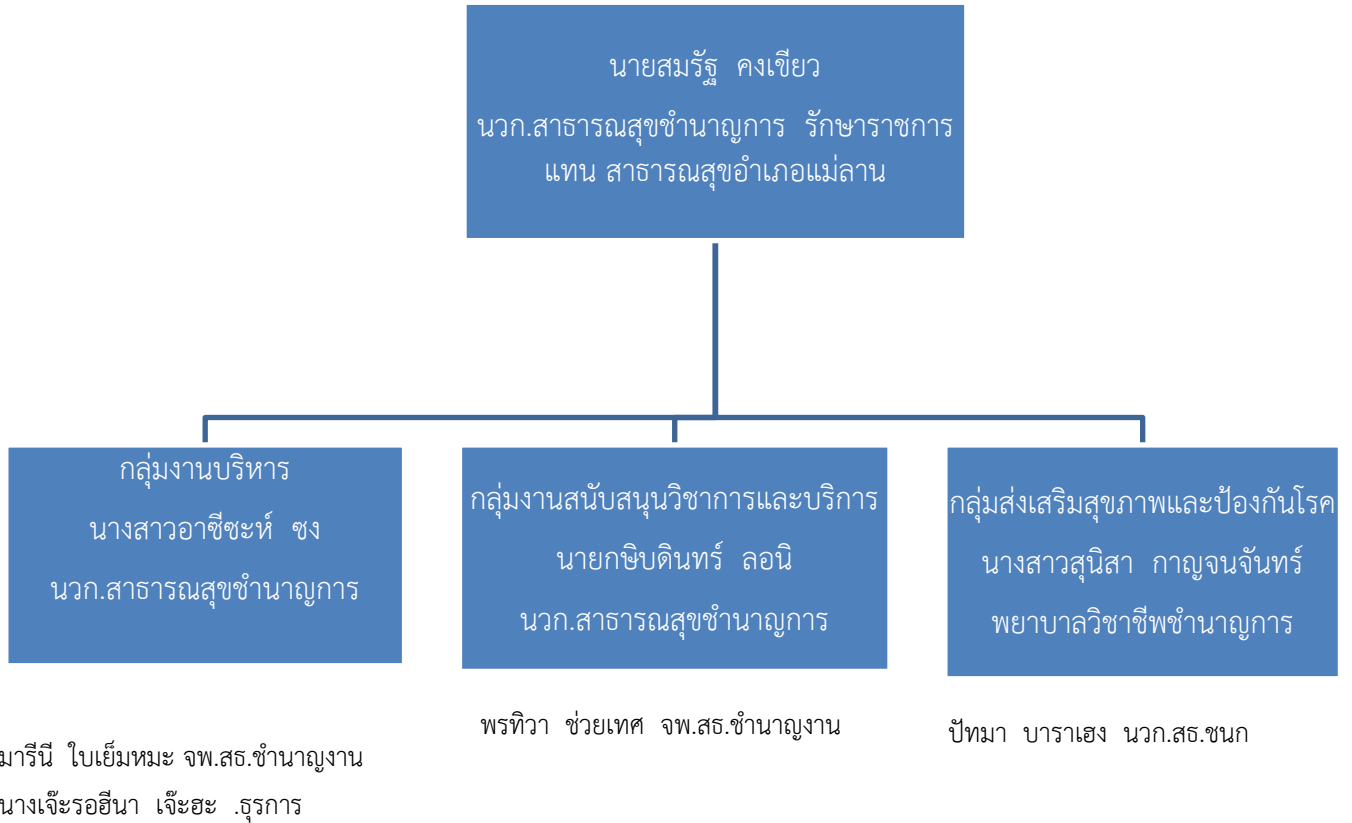 นายสมรัฐ คงเขียว
นวก.สาธารณสุขชำนาญการ รักษาราชการ
แทน สาธารณสุขอำเภอแม่ลาน
กลุ่มงานบริหาร
นางสาวอาซีซะห์ ซง
นวก.สาธารณสุขชำนาญการ
กลุ่มงานสนับสนุนวิชาการและบริการ
นายกษิบดินทร์ ลอนิ
นวก.สาธารณสุขชำนาญการ
กลุ่มส่งเสริมสุขภาพและป้องกันโรค
นางสาวสุนิสา กาญจนจันทร์
พยาบาลวิชาชีพชำนาญการ
มารีนี ใบเย็มหมะ จพ.สธ.ชำนาญงาน
นางเจ๊ะรอฮีนา เจ๊ะฮะ .ธุรการ
พรทิวา ช่วยเทศ จพ.สธ.ชำนาญงาน
ปัทมา บาราเฮง นวก.สธ.ชนก